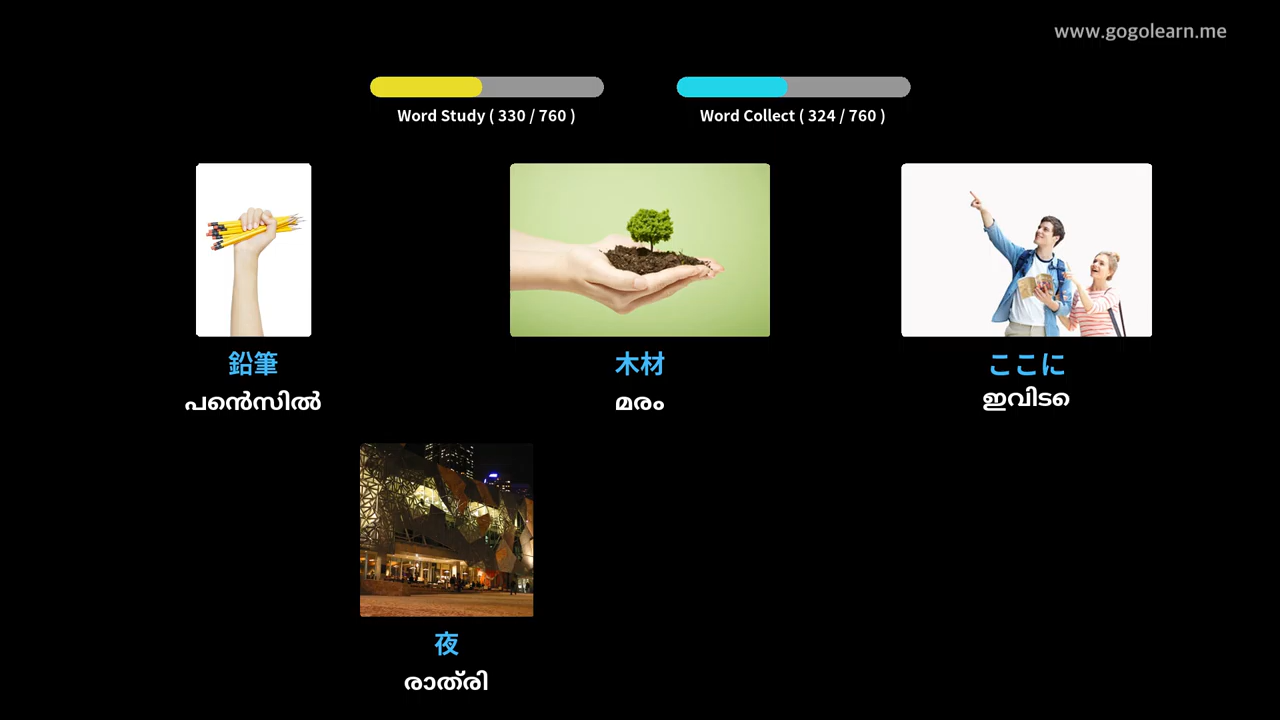 www.gogolearn.me
Word Study ( 330 / 760 )
Word Collect ( 324 / 760 )
鉛筆
木材
ここに
പെൻസിൽ
മരം
ഇവിടെ
夜
രാത്രി